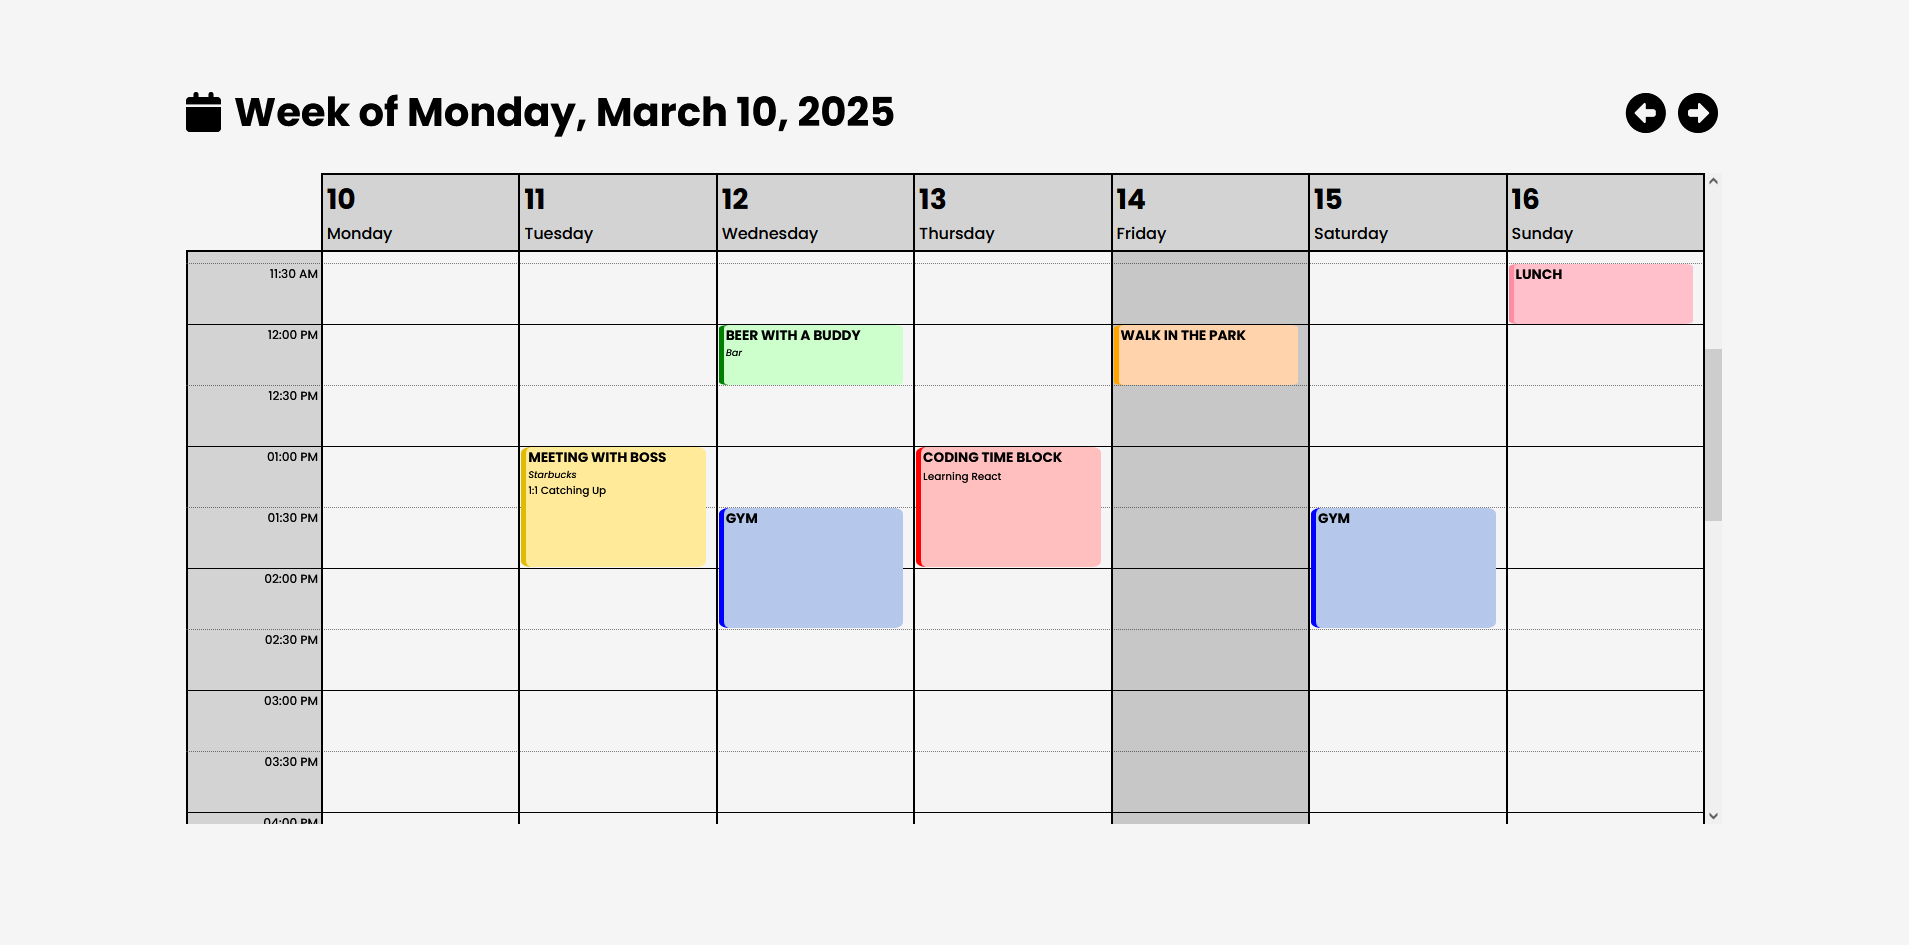 Week of Monday, March 10, 2025
10 11 12 13 14 15 16
Monday Tuesday Wednesday Thursday Friday Saturday Sunday
11:30 AM
LUNCH
12:00 PM
BEER WITH A BUDDY
Bar
WALK IN THE PARK
12:30 PM
01:00 PM
MEETING WITH BOSS
Starbucks
1:1 Catching Up
CODING TIME BLOCK
Learning React
01:30 PM
GYM
GYM
02:00 PM
02:30 PM
03:00 PM
03:30 PM
04:00 PM